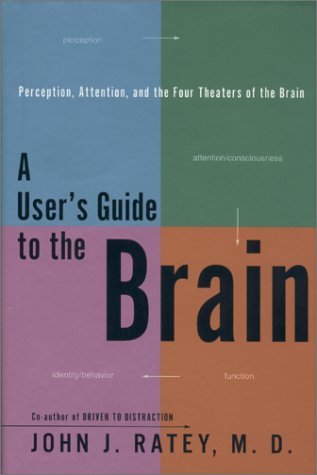 perception
Perception, Attention, and the Four Theaters of the Brain
attention/consciousness
A
User's Guide
to the
Brain
identity/behavior
function
Co-author of DRIVEN TO DISTRACTION
JOHN J. RATEY, M. D.